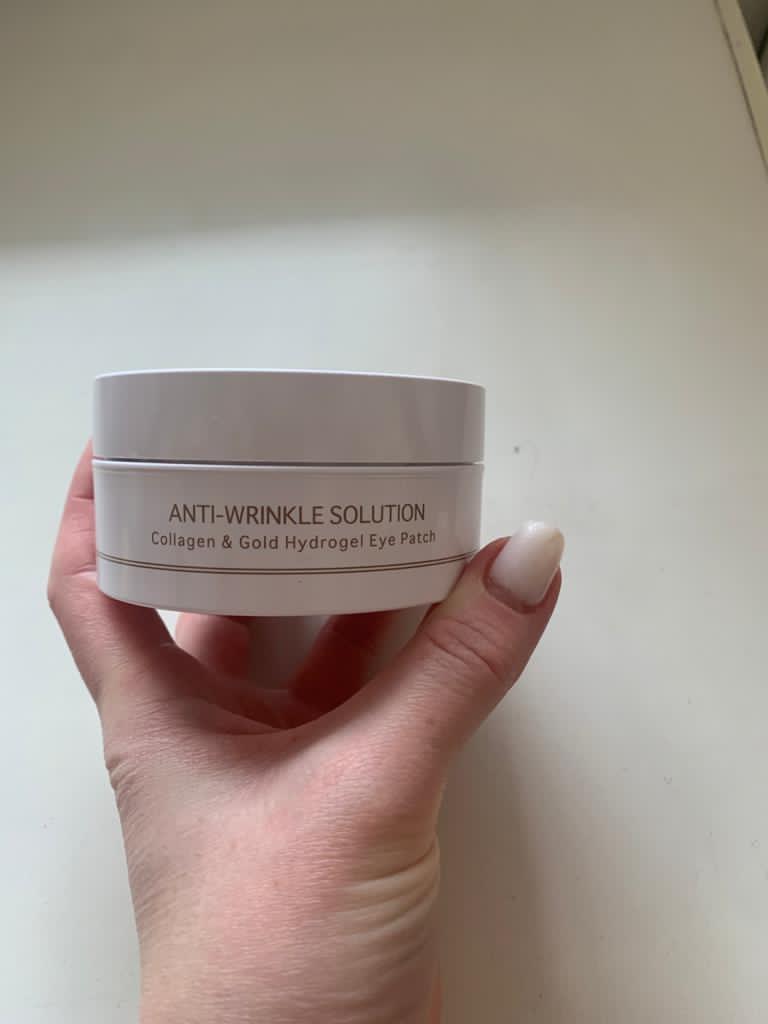 ANTI-WRINKLE SOLUTION
Collagen & Gold Hydrogel Eye Patch